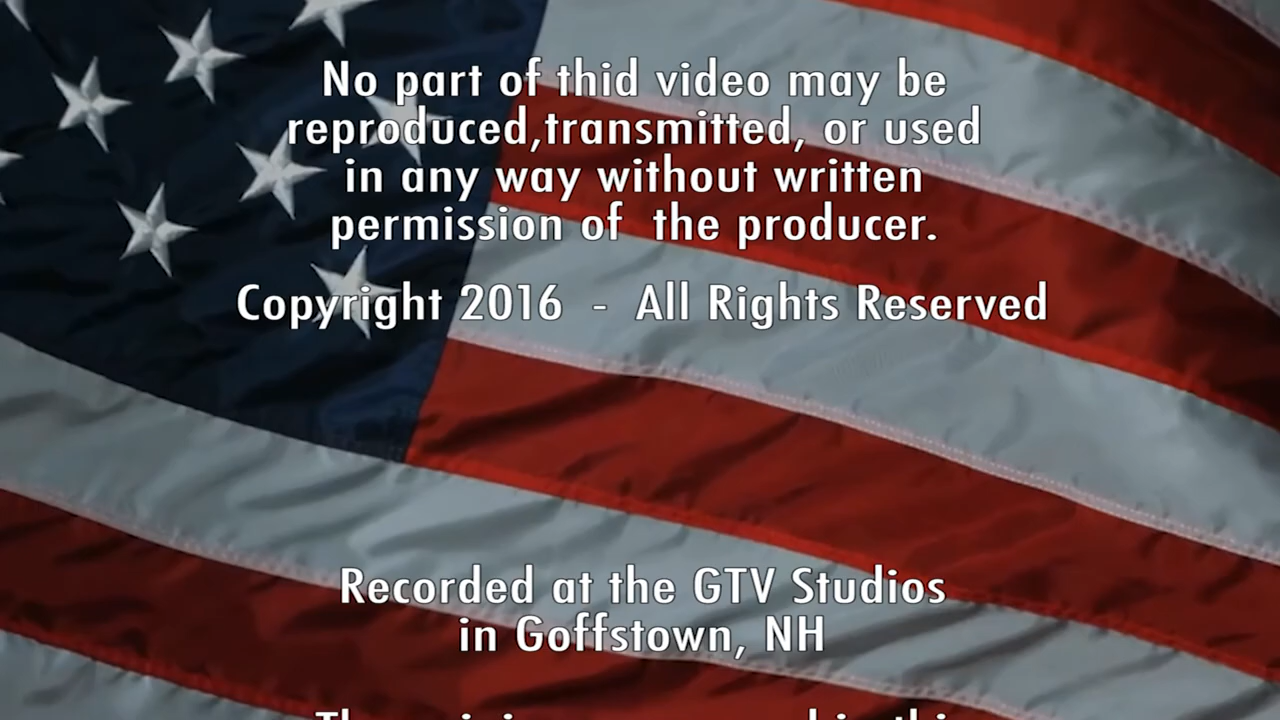 No part of thid video may be
reproduced,transmitted, or used
in any way without written
permission of  the producer.
Copyright 2016  -  All Rights Reserved
Recorded at the GTV Studios
in Goffstown, NH